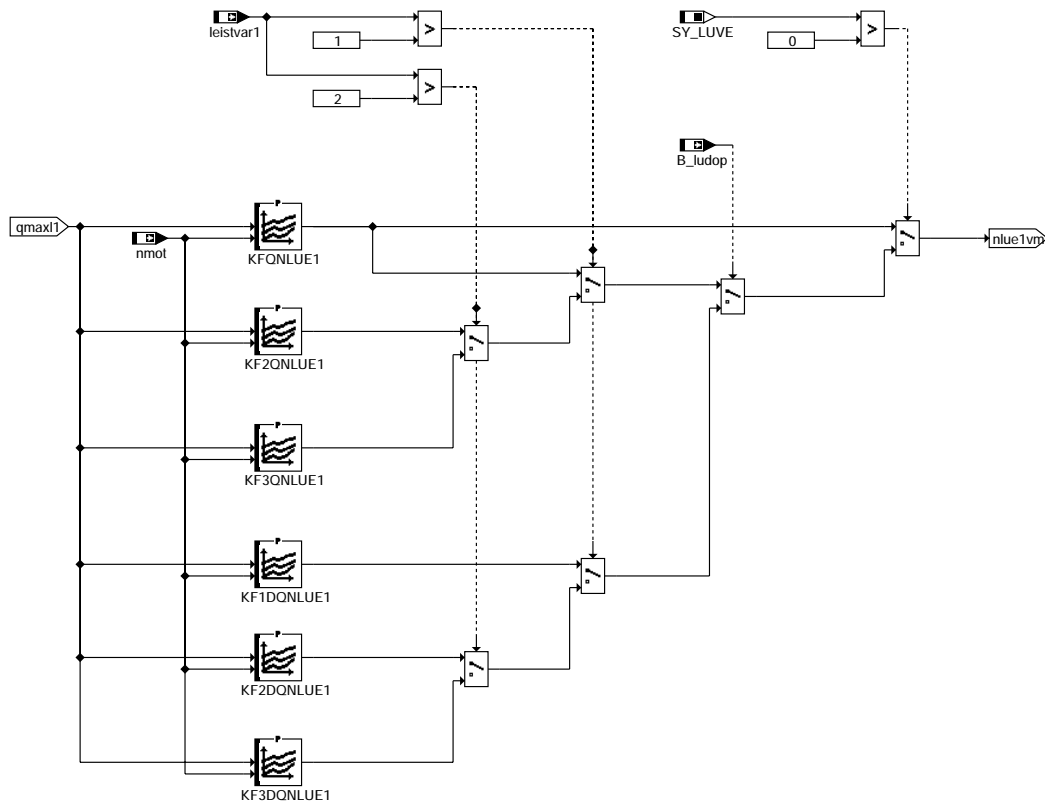 leistvar1
1
>
SY_LUVE
0
>
2
>
B_ludop
qmaxl1
nmot
P
KFQNLUE1
nlue1vm
P
KF2QNLUE1
P
KF3QNLUE1
P
KF1DQNLUE1
P
KF2DQNLUE1
P
KF3DQNLUE1